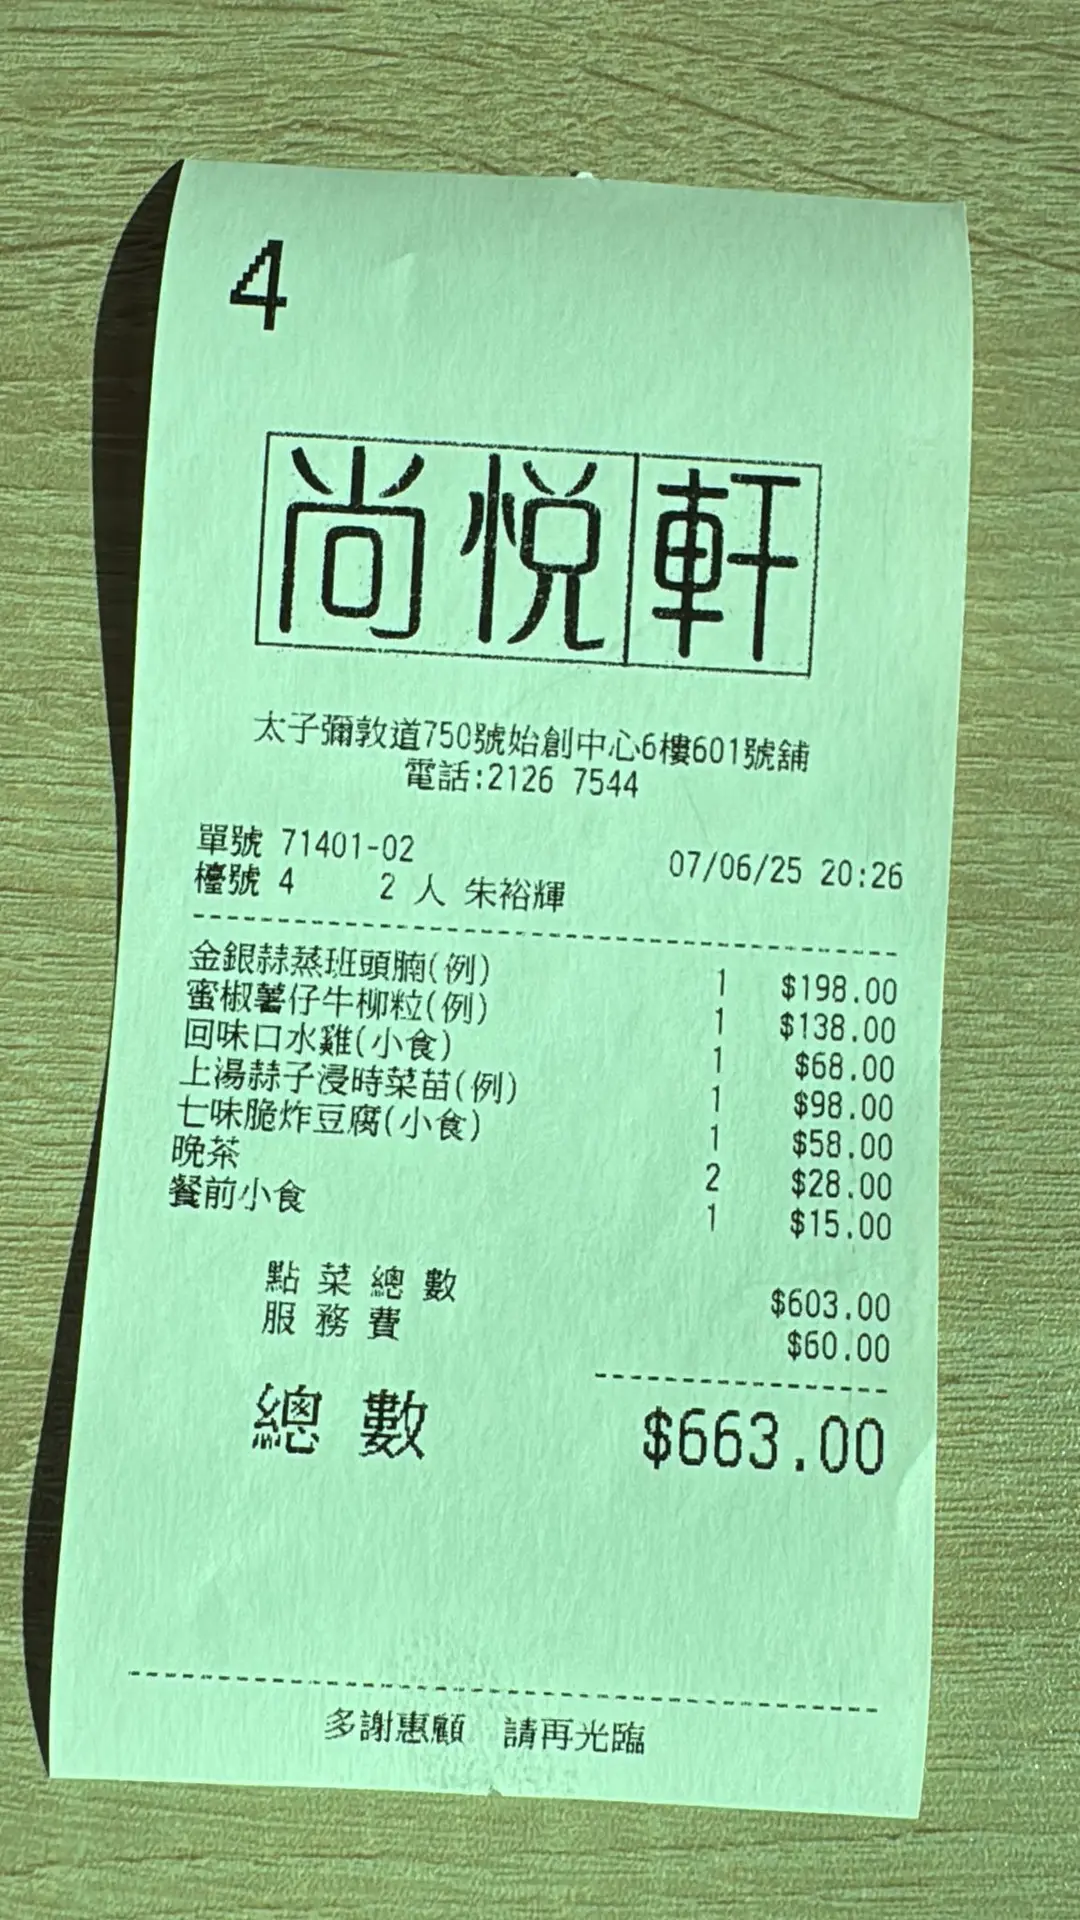 4
尚悅軒
太子彌敦道750號始創中心6樓601號舖
電話:2126 7544
單號 71401-02 07/06/25 20:26
檯號 4 2 人 朱裕輝
金銀蒜蒸班頭腩(例) 1 $198.00
蜜椒薯仔牛柳粒(例) 1 $138.00
回味口水雞(小食) 1 $68.00
上湯蒜子浸時菜苗(例) 1 $98.00
七味脆炸豆腐(小食) 1 $58.00
晚茶 2 $28.00
餐前小食 1 $15.00
點菜總數 $603.00
服務費 $60.00
總數 $663.00
多謝惠顧 請再光臨